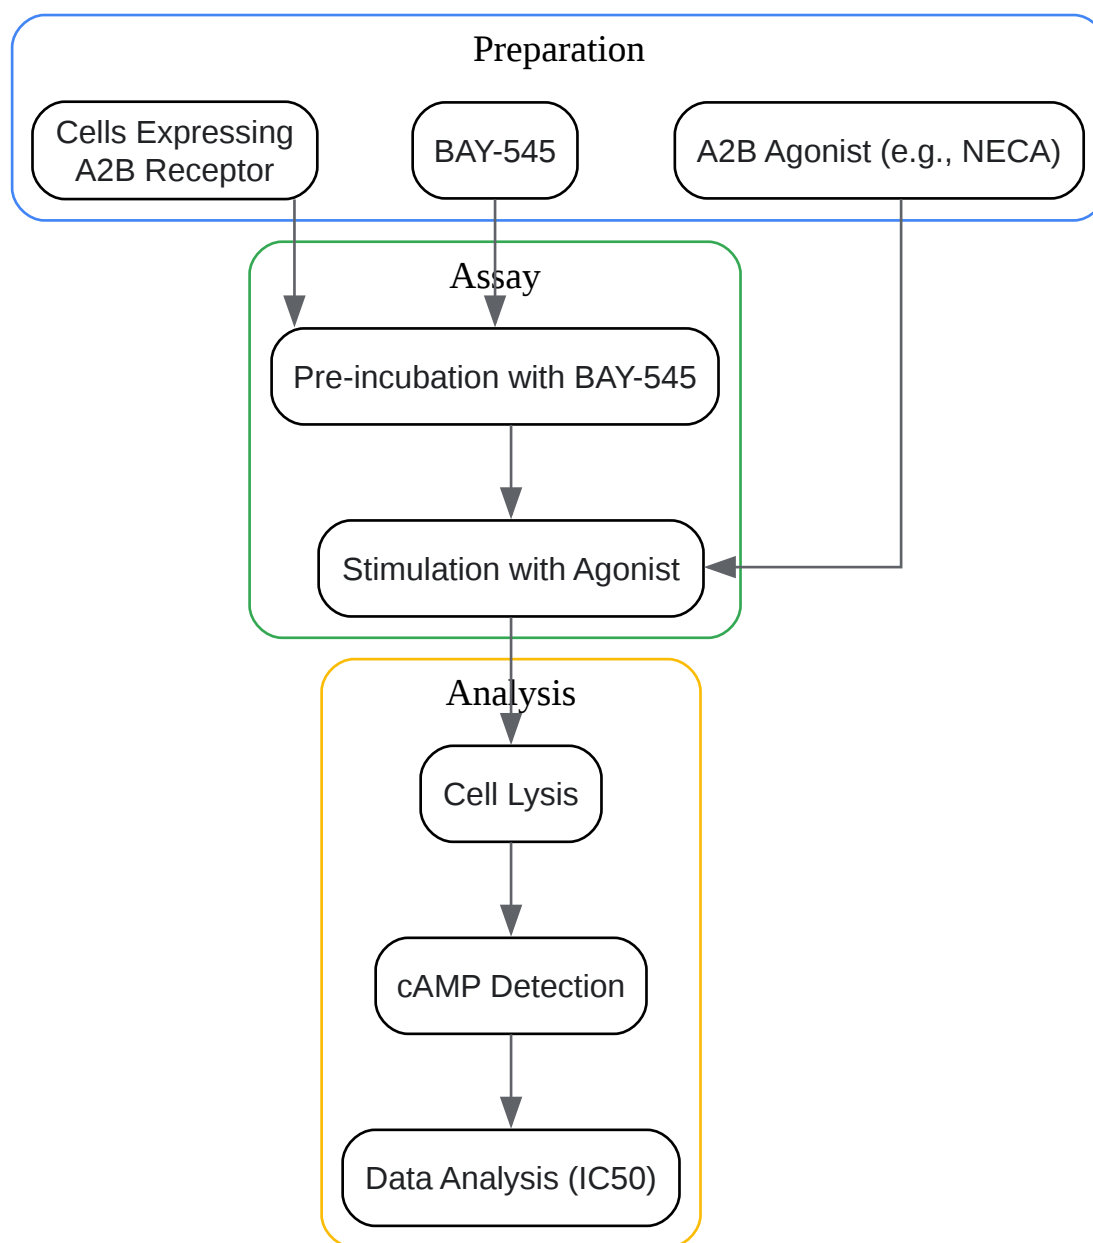 Preparation
Cells Expressing
A2B Receptor
BAY-545
A2B Agonist (e.g., NECA)
Assay
Pre-incubation with BAY-545
Stimulation with Agonist
Analysis
Cell Lysis
cAMP Detection
Data Analysis (IC50)